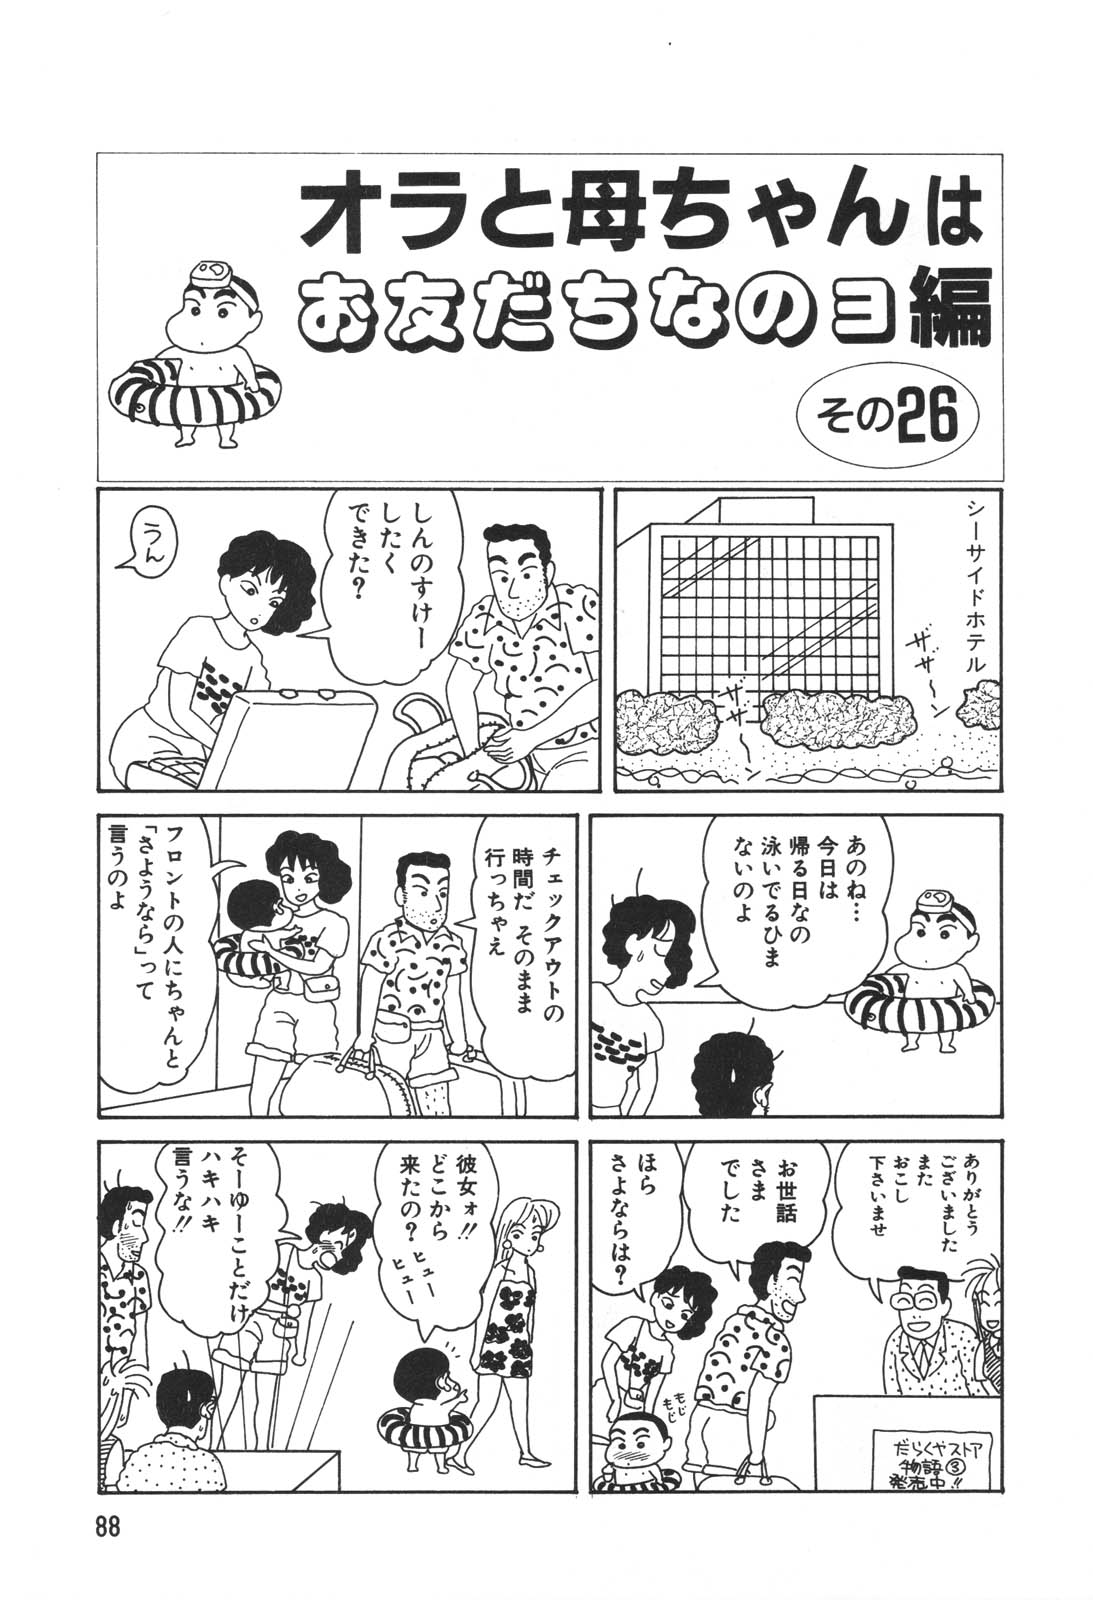 オラと母ちゃんは
お友だちなのヨ編
その26
シーサイドホテル
ザザ〜ン
ザザ〜ン
しんのすけー
したく
できた?
うん
あのね…
今日は
帰る日なの
泳いでるひま
ないのよ
チェックアウトの
時間だ そのまま
行っちゃえ
フロントの人にちゃんと
「さようなら」って
言うのよ
ありがとう
ございました
また
おこし
下さいませ
お世話
さま
でした
ほら
さよならは?
もじ
もじ
だらくやストア
物語③
発売中!!
彼女ォ!!
どこから
来たの?
ヒュー
ヒュー
そーゆーことだけ
ハキハキ
言うな!!
88